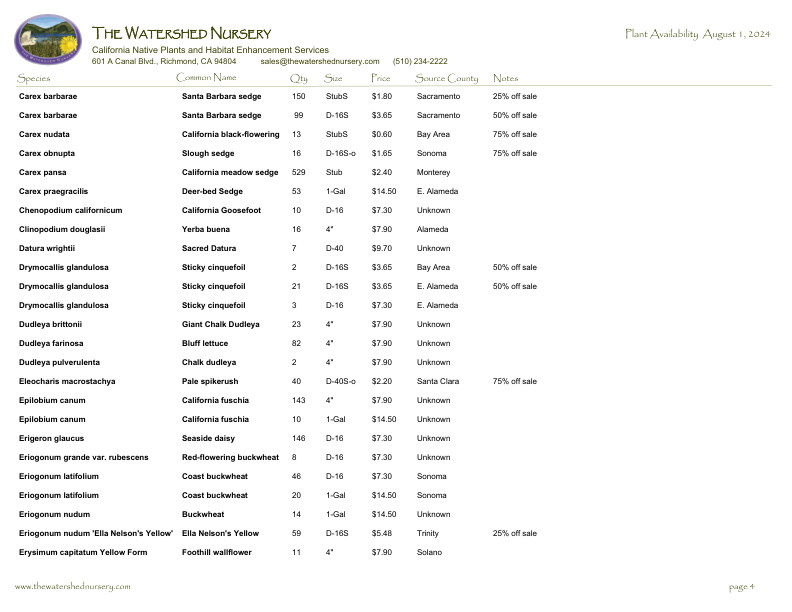 THE WATERSHED NURSERY
Plant Availability August 1, 2024
California Native Plants and Habitat Enhancement Services
601 A Canal Blvd., Richmond, CA 94804 sales@thewatershednursery.com (510) 234-2222
Species Common Name Qty Size Price Source County Notes
Carex barbarae Santa Barbara sedge 150 StubS $1.80 Sacramento 25% off sale
Carex barbarae Santa Barbara sedge 99 D-16S $3.65 Sacramento 50% off sale
Carex nudata California black-flowering 13 StubS $0.60 Bay Area 75% off sale
Carex obnupta Slough sedge 16 D-16S-o $1.65 Sonoma 75% off sale
Carex pansa California meadow sedge 529 Stub $2.40 Monterey
Carex praegracilis Deer-bed Sedge 53 1-Gal $14.50 E. Alameda
Chenopodium californicum California Goosefoot 10 D-16 $7.30 Unknown
Clinopodium douglasii Yerba buena 16 4" $7.90 Alameda
Datura wrightii Sacred Datura 7 D-40 $9.70 Unknown
Drymocallis glandulosa Sticky cinquefoil 2 D-16S $3.65 Bay Area 50% off sale
Drymocallis glandulosa Sticky cinquefoil 21 D-16S $3.65 E. Alameda 50% off sale
Drymocallis glandulosa Sticky cinquefoil 3 D-16 $7.30 E. Alameda
Dudleya brittonii Giant Chalk Dudleya 23 4" $7.90 Unknown
Dudleya farinosa Bluff lettuce 82 4" $7.90 Unknown
Dudleya pulverulenta Chalk dudleya 2 4" $7.90 Unknown
Eleocharis macrostachya Pale spikerush 40 D-40S-o $2.20 Santa Clara 75% off sale
Epilobium canum California fuschia 143 4" $7.90 Unknown
Epilobium canum California fuschia 10 1-Gal $14.50 Unknown
Erigeron glaucus Seaside daisy 146 D-16 $7.30 Unknown
Eriogonum grande var. rubescens Red-flowering buckwheat 8 D-16 $7.30 Unknown
Eriogonum latifolium Coast buckwheat 46 D-16 $7.30 Sonoma
Eriogonum latifolium Coast buckwheat 20 1-Gal $14.50 Sonoma
Eriogonum nudum Buckwheat 14 1-Gal $14.50 Unknown
Eriogonum nudum 'Ella Nelson's Yellow' Ella Nelson's Yellow 59 D-16S $5.48 Trinity 25% off sale
Erysimum capitatum Yellow Form Foothill wallflower 11 4" $7.90 Solano
www.thewatershednursery.com page 4